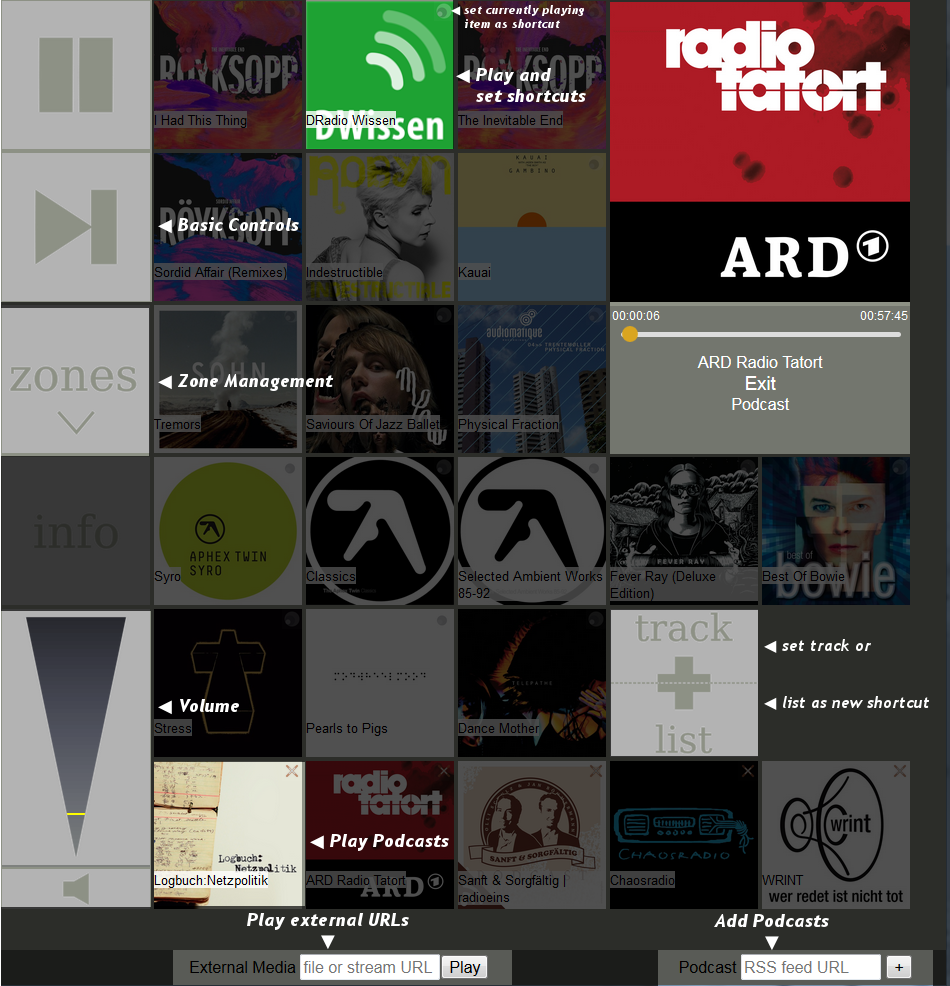 set currently playing
item as shortcut
Play and
set shortcuts
RÖYKSOPP
I Had This Thing
DWissen
DRadio Wissen
RÖYKSOPP
The Inevitable End
radio
tatort
ARD
Basic Controls
RÖYKSOPP
Sordid Affair (Remixes)
ROBYN
Indestructible
KAUAI
GAMBINO
Kauai
00:00:06
00:57:45
ARD Radio Tatort
Exit
Podcast
zones
Zone Management
SOHN
Tremors
Saviours Of Jazz Ballet
audiomatique
PHYSICAL FRACTION
Physical Fraction
info
APHEX TWIN
SYRO
Syro
Classics
Selected Ambient Works
85-92
FEVER RAY
Fever Ray (Deluxe
Edition)
best of
bowie
Best Of Bowie
Volume
Stress
Pearls to Pigs
TELEPATHE
Dance Mother
track
list
set track or
list as new shortcut
Logbuch:
Netzpolitik
Logbuch:Netzpolitik
Play Podcasts
radio
tatort
ARD
ARD Radio Tatort
SANFT & SORGFÄLTIG
Sanft & Sorgfältig |
radioeins
CHAOSRADIO
Chaosradio
wrint
WRINT
wer redet ist nicht tot
Play external URLs
Add Podcasts
External Media
file or stream URL
Play
Podcast
RSS feed URL
+